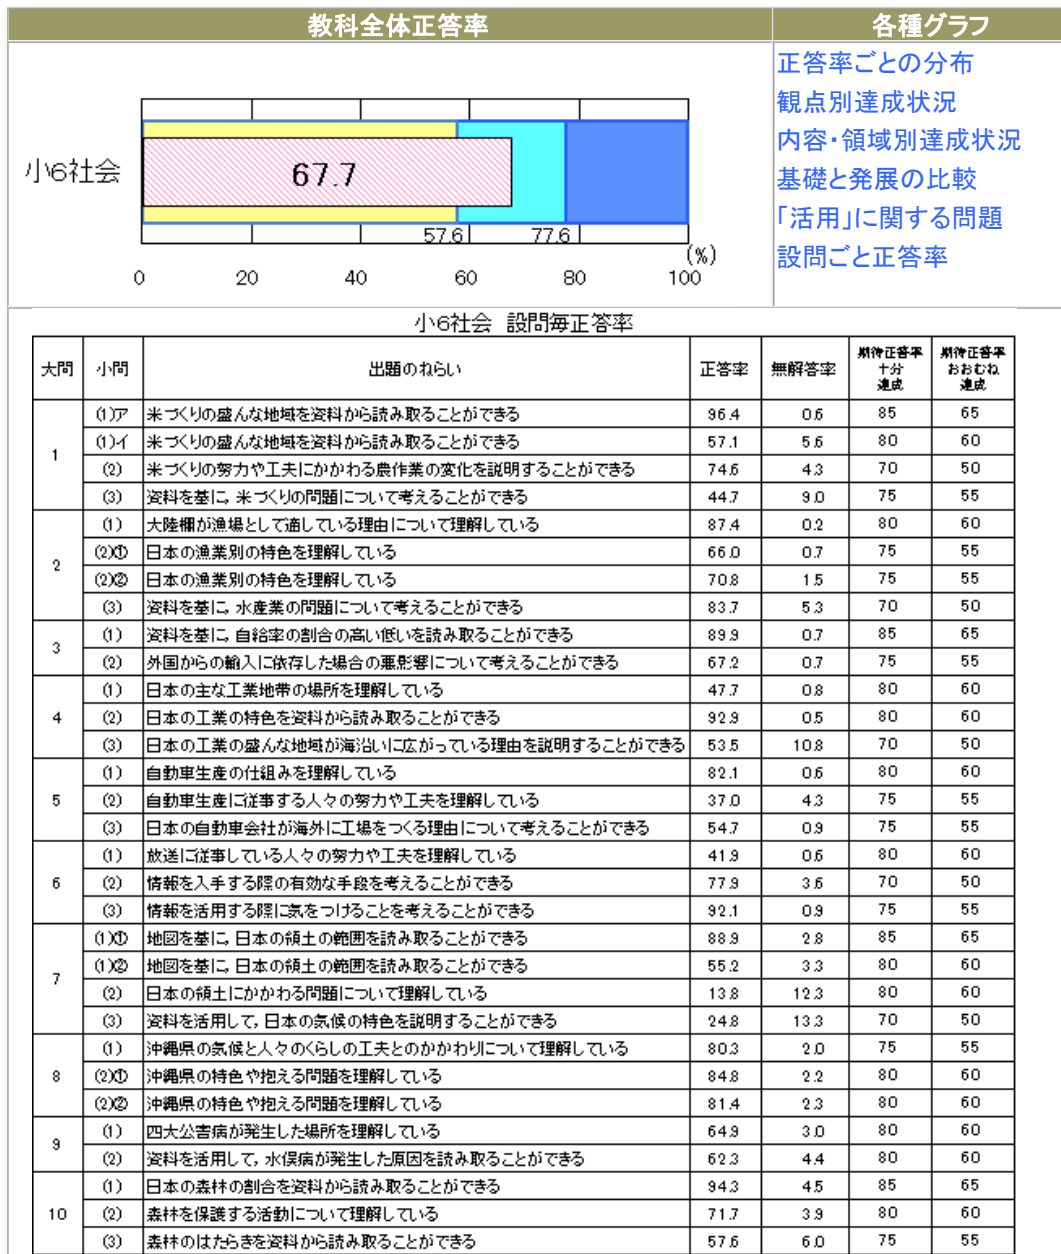 教科全体正答率 各種グラフ
正答率ごとの分布
観点別達成状況
内容・領域別達成状況
基礎と発展の比較
「活用」に関する問題
設問ごと正答率
小6社会
67.7
57.6 77.6
(%)
0 20 40 60 80 100
小6社会 設問毎正答率
大問 小問 出題のねらい 正答率 無解答率 期待正答率十分達成 期待正答率おおむね達成
1 (1)ア 米づくりの盛んな地域を資料から読み取ることができる 96.4 0.6 85 65
(1)イ 米づくりの盛んな地域を資料から読み取ることができる 57.1 5.6 80 60
(2) 米づくりの努力や工夫にかかわる農作業の変化を説明することができる 74.6 4.3 70 50
(3) 資料を基に，米づくりの問題について考えることができる 44.7 9.0 75 55
2 (1) 大陸棚が漁場として適している理由について理解している 87.4 0.2 80 60
(2)① 日本の漁業別の特色を理解している 66.0 0.7 75 55
(2)② 日本の漁業別の特色を理解している 70.8 1.5 75 55
(3) 資料を基に，水産業の問題について考えることができる 83.7 5.3 70 50
3 (1) 資料を基に，自給率の割合の高い低いを読み取ることができる 89.9 0.7 85 65
(2) 外国からの輸入に依存した場合の悪影響について考えることができる 67.2 0.7 75 55
4 (1) 日本の主な工業地帯の場所を理解している 47.7 0.8 80 60
(2) 日本の工業の特色を資料から読み取ることができる 92.9 0.5 80 60
(3) 日本の工業の盛んな地域が海沿いに広がっている理由を説明することができる 53.5 10.8 70 50
5 (1) 自動車生産の仕組みを理解している 82.1 0.6 80 60
(2) 自動車生産に従事する人々の努力や工夫を理解している 37.0 4.3 75 55
(3) 日本の自動車会社が海外に工場をつくる理由について考えることができる 54.7 0.9 75 55
6 (1) 放送に従事している人々の努力や工夫を理解している 41.9 0.6 80 60
(2) 情報を入手する際の有効な手段を考えることができる 77.9 3.6 70 50
(3) 情報を活用する際に気をつけることを考えることができる 92.1 0.9 75 55
7 (1)① 地図を基に，日本の領土の範囲を読み取ることができる 88.9 2.8 85 65
(1)② 地図を基に，日本の領土の範囲を読み取ることができる 55.2 3.3 80 60
(2) 日本の領土にかかわる問題について理解している 13.8 12.3 80 60
(3) 資料を活用して，日本の気候の特色を説明することができる 24.8 13.3 70 50
8 (1) 沖縄県の気候と人々のくらしの工夫とのかかわりについて理解している 80.3 2.0 75 55
(2)① 沖縄県の特色や抱える問題を理解している 84.8 2.2 80 60
(2)② 沖縄県の特色や抱える問題を理解している 81.4 2.3 80 60
9 (1) 四大公害病が発生した場所を理解している 64.9 3.0 80 60
(2) 資料を活用して，水俣病が発生した原因を読み取ることができる 62.3 4.4 80 60
10 (1) 日本の森林の割合を資料から読み取ることができる 94.3 4.5 85 65
(2) 森林を保護する活動について理解している 71.7 3.9 80 60
(3) 森林のはたらきを資料から読み取ることができる 57.6 6.0 75 55